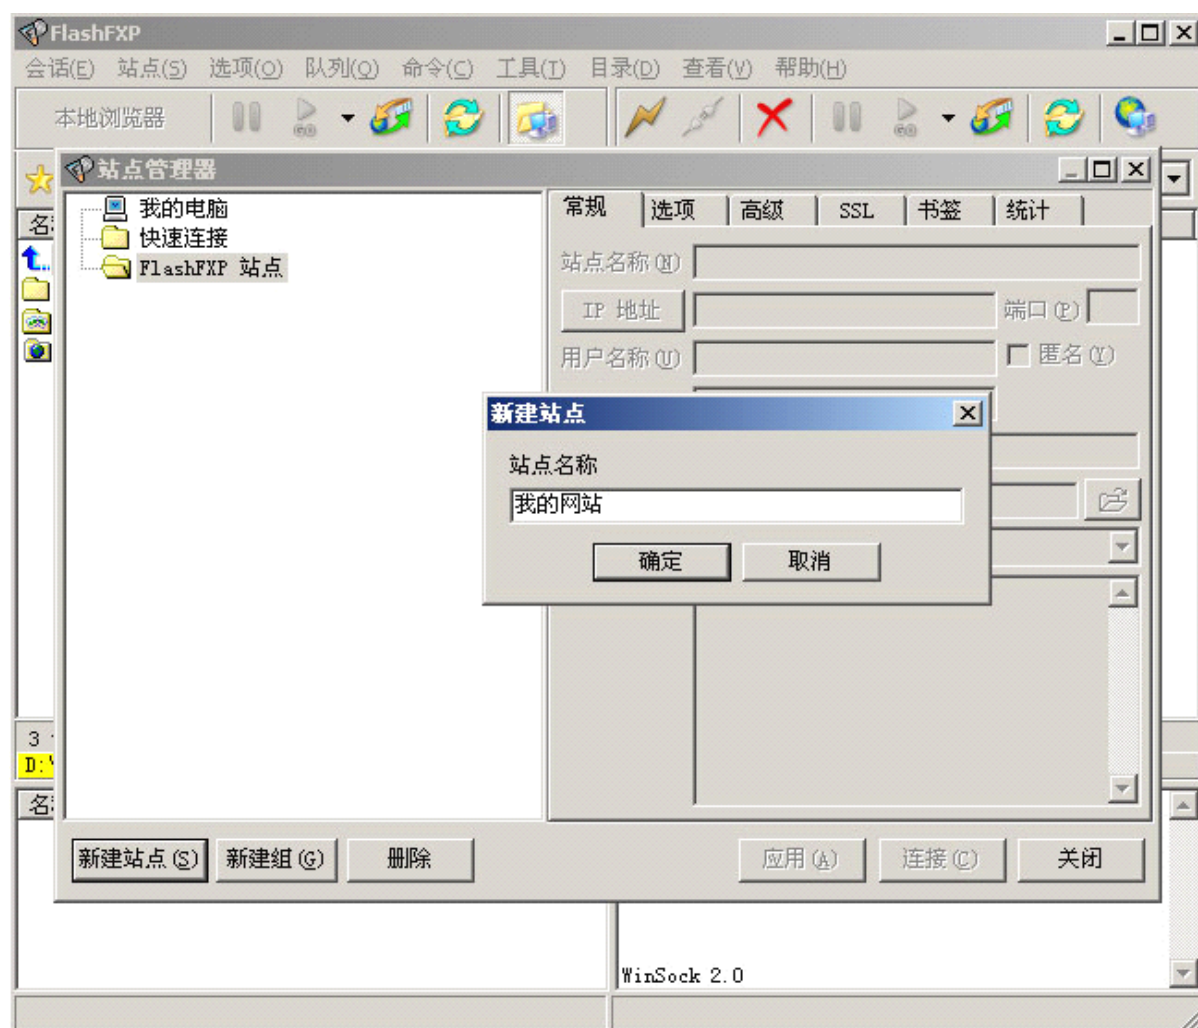 FlashFXP
会话(E) 站点(S) 选项(O) 队列(Q) 命令(C) 工具(T) 目录(D) 查看(V) 帮助(H)
本地浏览器
GO
GO
站点管理器
我的电脑
快速连接
FlashFXP 站点
常规 选项 高级 SSL 书签 统计
站点名称(N)
IP 地址 端口(P)
用户名称(U) 匿名(Y)
新建站点
站点名称
我的网站
确定 取消
3
D:\
新建站点(S) 新建组(G) 删除 应用(A) 连接(C) 关闭
WinSock 2.0